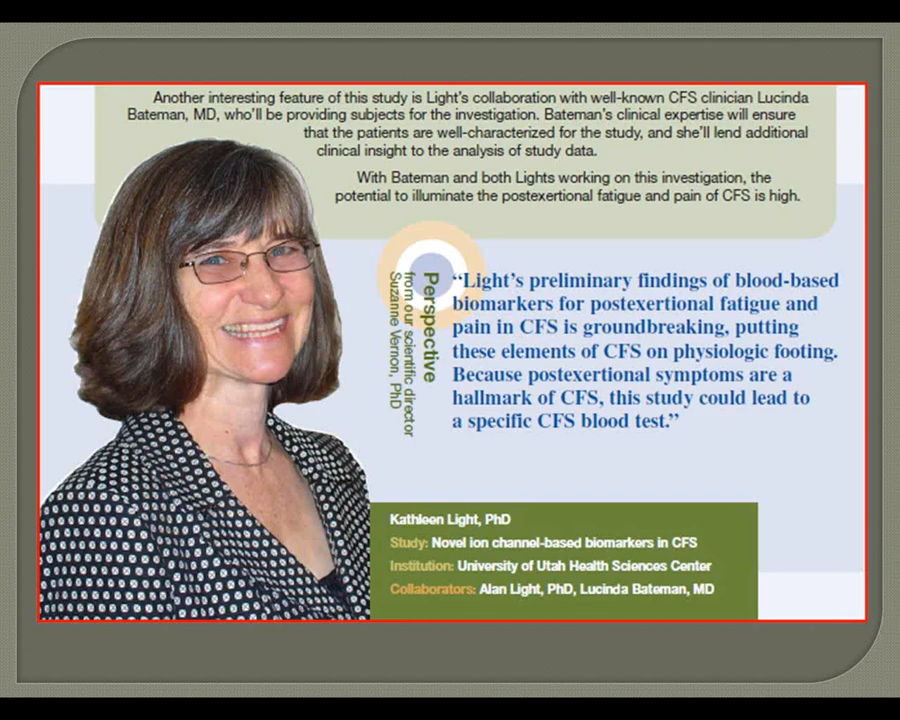 Another interesting feature of this study is Light's collaboration with well-known CFS clinician Lucinda
Bateman, MD, who'll be providing subjects for the investigation. Bateman's clinical expertise will ensure
that the patients are well-characterized for the study, and she'll lend additional
clinical insight to the analysis of study data.
With Bateman and both Lights working on this investigation, the
potential to illuminate the postexertional fatigue and pain of CFS is high.
Perspective
from our scientific director
Suzanne Vernon, PhD
“Light's preliminary findings of blood-based
biomarkers for postexertional fatigue and
pain in CFS is groundbreaking, putting
these elements of CFS on physiologic footing.
Because postexertional symptoms are a
hallmark of CFS, this study could lead to
a specific CFS blood test.”
Kathleen Light, PhD
Study: Novel ion channel-based biomarkers in CFS
Institution: University of Utah Health Sciences Center
Collaborators: Alan Light, PhD, Lucinda Bateman, MD